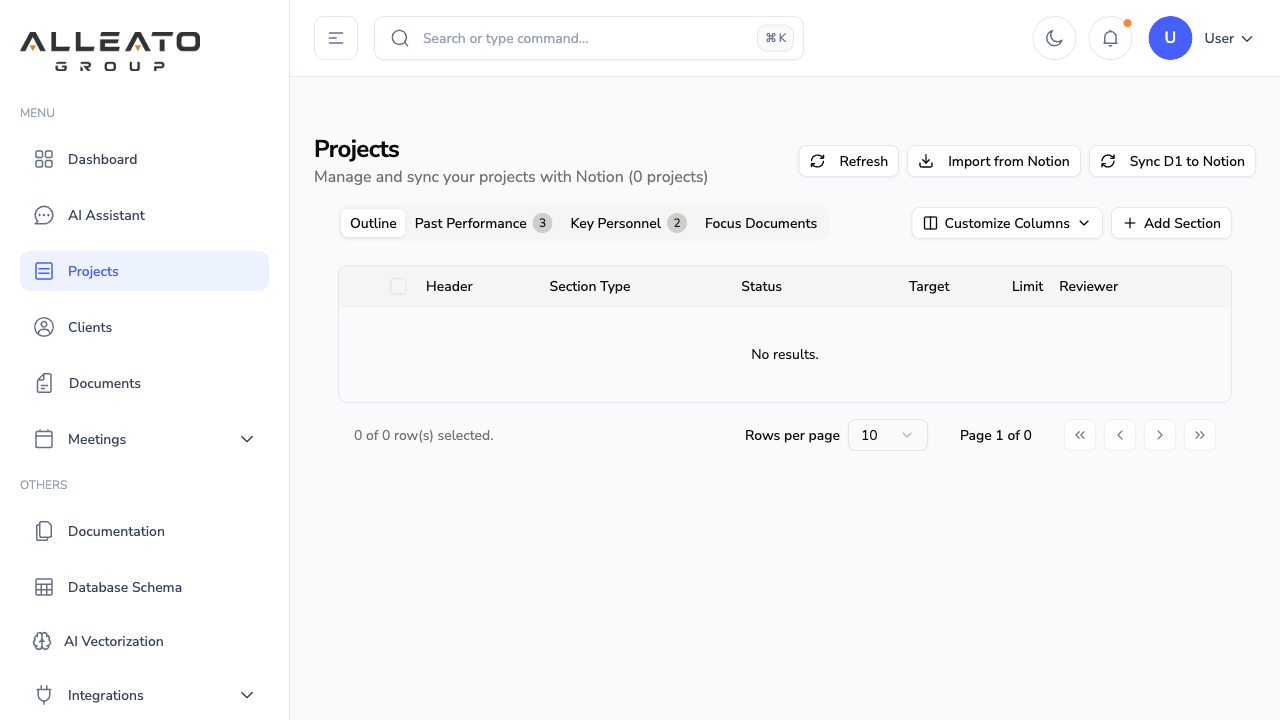 ALLEATO
GROUP
MENU
Dashboard
AI Assistant
Projects
Clients
Documents
Meetings
OTHERS
Documentation
Database Schema
AI Vectorization
Integrations
Search or type command...
⌘ K
U
User
Projects
Manage and sync your projects with Notion (0 projects)
Refresh
Import from Notion
Sync D1 to Notion
Outline
Past Performance 3
Key Personnel 2
Focus Documents
Customize Columns
Add Section
Header Section Type Status Target Limit Reviewer
No results.
0 of 0 row(s) selected.
Rows per page 10
Page 1 of 0